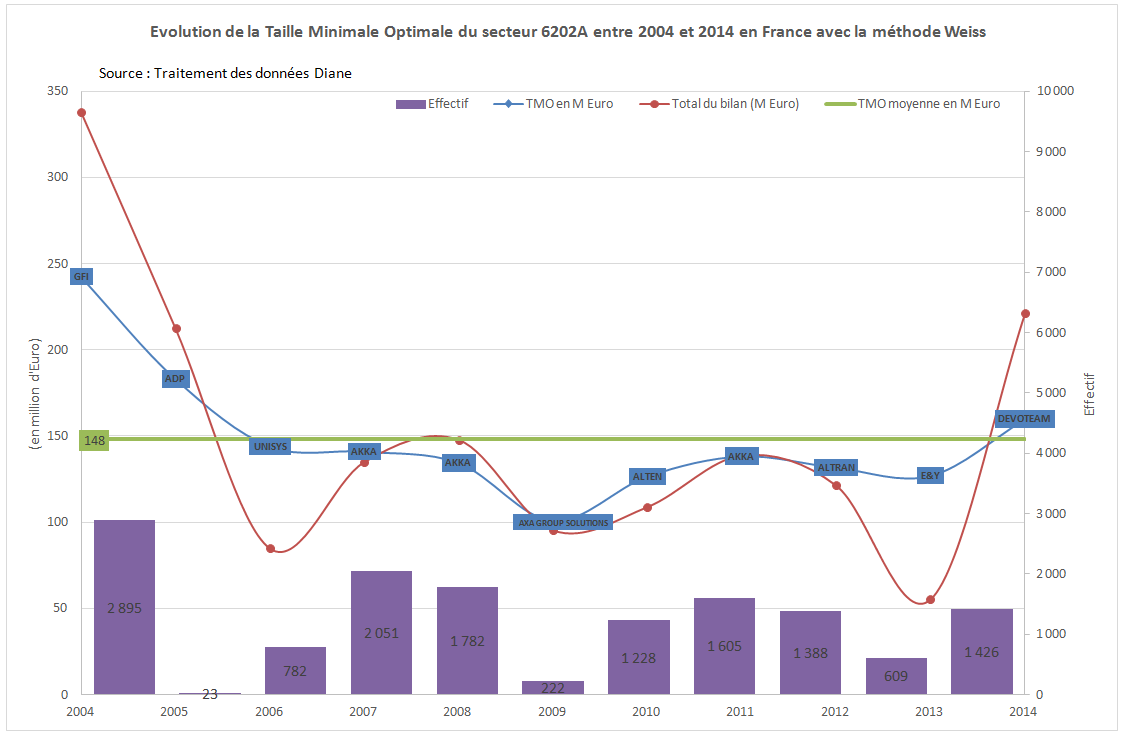 Evolution de la Taille Minimale Optimale du secteur 6202A entre 2004 et 2014 en France avec la méthode Weiss
Source : Traitement des données Diane
Effectif
TMO en M Euro
Total du bilan (M Euro)
TMO moyenne en M Euro
350
300
250
200
150
100
50
0
(en million d'Euro)
10 000
9 000
8 000
7 000
6 000
5 000
4 000
3 000
2 000
1 000
0
Effectif
GFI
ADP
UNISYS
AKKA
AKKA
AXA GROUP SOLUTIONS
ALTEN
AKKA
ALTRAN
E&Y
DEVOTEAM
148
2 895
23
782
2 051
1 782
222
1 228
1 605
1 388
609
1 426
2004 2005 2006 2007 2008 2009 2010 2011 2012 2013 2014